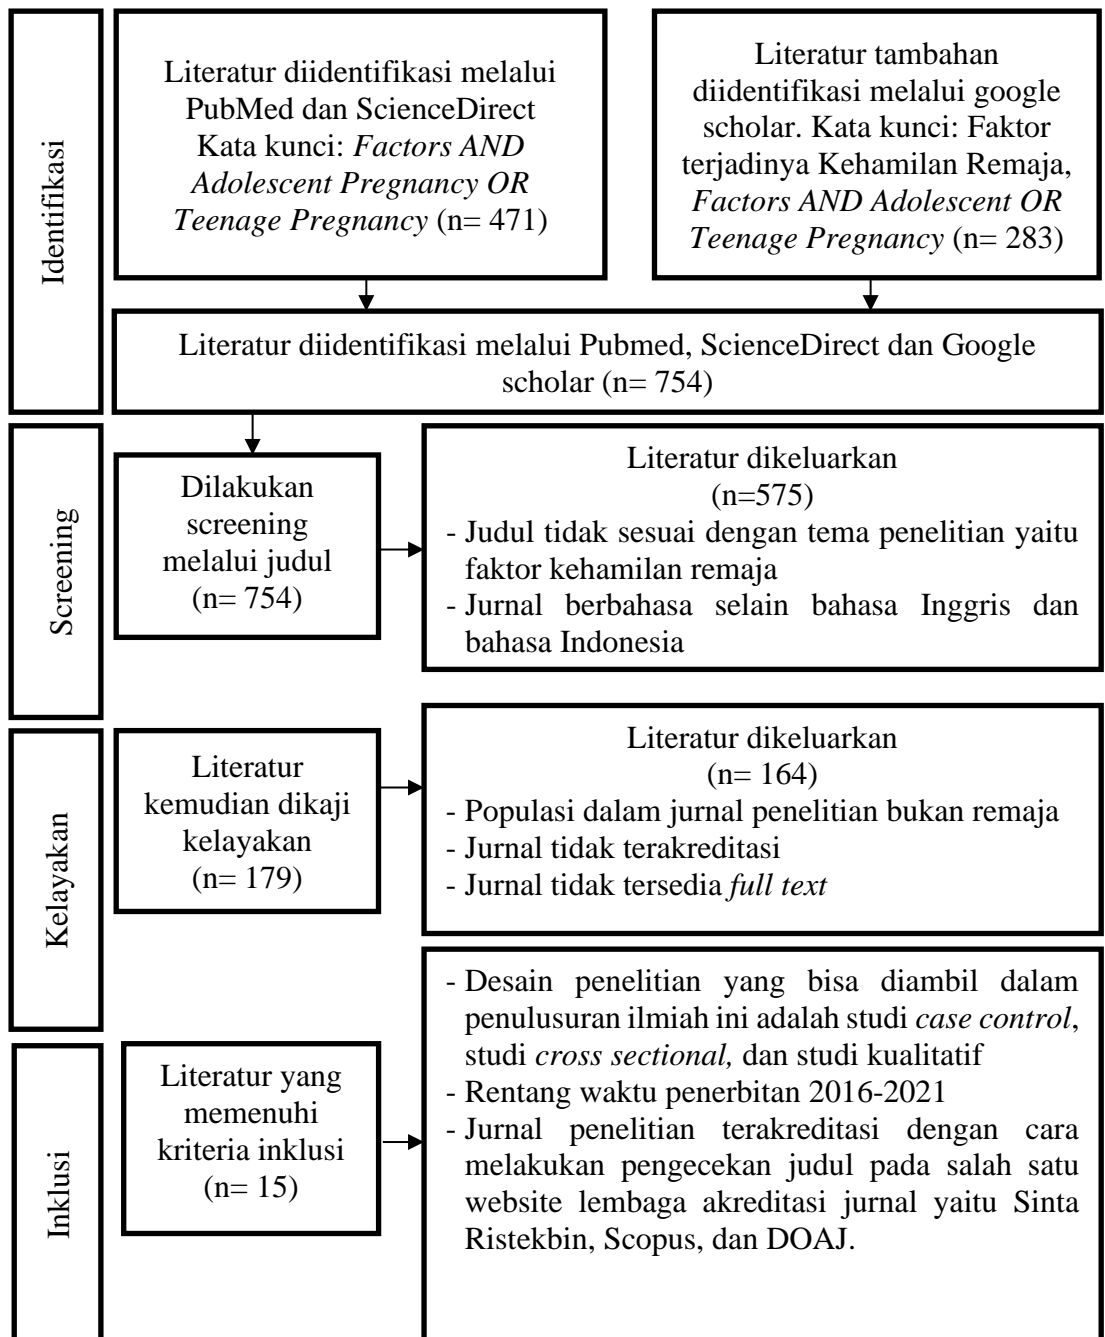 Identifikasi
Literatur diidentifikasi melalui
PubMed dan ScienceDirect
Kata kunci: Factors AND
Adolescent Pregnancy OR
Teenage Pregnancy (n= 471)
Literatur tambahan
diidentifikasi melalui google
scholar. Kata kunci: Faktor
terjadinya Kehamilan Remaja,
Factors AND Adolescent OR
Teenage Pregnancy (n= 283)
Literatur diidentifikasi melalui Pubmed, ScienceDirect dan Google
scholar (n= 754)
Screening
Dilakukan
screening
melalui judul
(n= 754)
Literatur dikeluarkan
(n=575)
- Judul tidak sesuai dengan tema penelitian yaitu
faktor kehamilan remaja
- Jurnal berbahasa selain bahasa Inggris dan
bahasa Indonesia
Kelayakan
Literatur
kemudian dikaji
kelayakan
(n= 179)
Literatur dikeluarkan
(n= 164)
- Populasi dalam jurnal penelitian bukan remaja
- Jurnal tidak terakreditasi
- Jurnal tidak tersedia full text
Inklusi
Literatur yang
memenuhi
kriteria inklusi
(n= 15)
- Desain penelitian yang bisa diambil dalam
penulusuran ilmiah ini adalah studi case control,
studi cross sectional, dan studi kualitatif
- Rentang waktu penerbitan 2016-2021
- Jurnal penelitian terakreditasi dengan cara
melakukan pengecekan judul pada salah satu
website lembaga akreditasi jurnal yaitu Sinta
Ristekbin, Scopus, dan DOAJ.